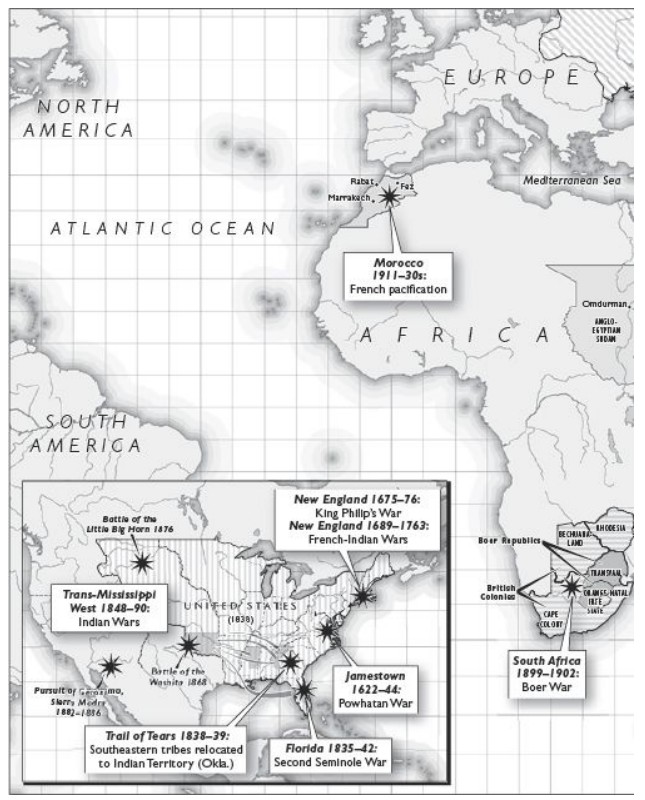 NORTH
AMERICA
EUROPE
Mediterranean Sea
Rabat
Fez
Marrakech
ATLANTIC OCEAN
Morocco
1911–30s:
French pacification
AFRICA
Omdurman
ANGLO-
EGYPTIAN
SUDAN
SOUTH
AMERICA
New England 1675–76:
King Philip's War
New England 1689–1763:
French-Indian Wars
Battle of the
Little Big Horn 1876
Trans-Mississippi
West 1848–90:
Indian Wars
UNITED STATES
(1838)
Battle of the
Washita 1868
Pursuit of Geronimo,
Sierra Madre
1882–1886
Jamestown
1622–44:
Powhatan War
Trail of Tears 1838–39:
Southeastern tribes relocated
to Indian Territory (Okla.)
Florida 1835–42:
Second Seminole War
Boer Republics
BECHUANA-
LAND
RHODESIA
TRANSVAAL
British
Colonies
ORANGE
FREE
STATE
NATAL
CAPE
COLONY
South Africa
1899–1902:
Boer War